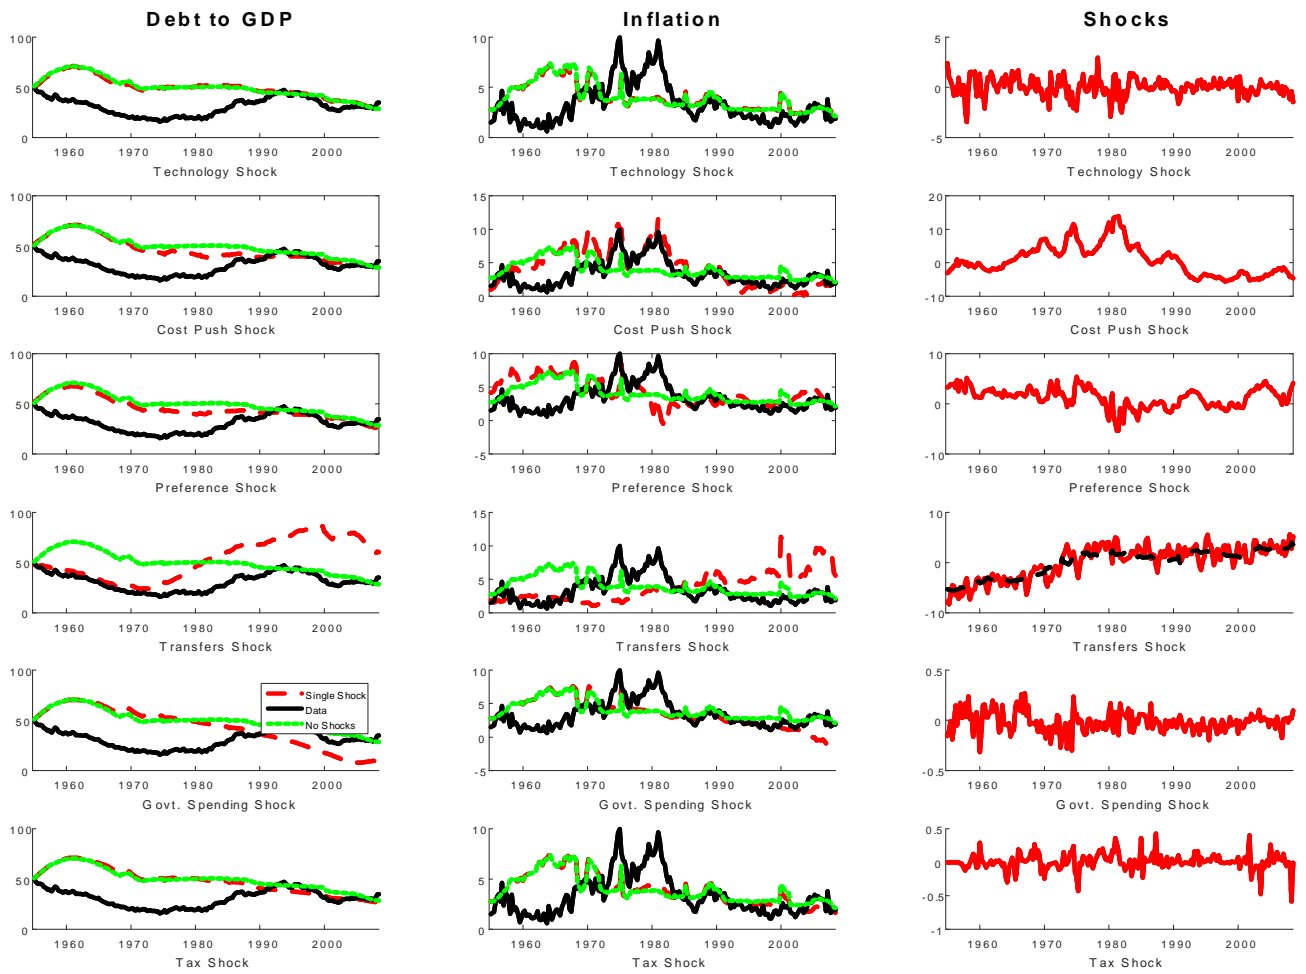 Debt to GDP Inflation Shocks
100 10 5
50 5 0
0 0 -5
1960 1970 1980 1990 2000 1960 1970 1980 1990 2000 1960 1970 1980 1990 2000
Technology Shock Technology Shock Technology Shock
100 15 20
10 10
50
5 0
0 0 -10
1960 1970 1980 1990 2000 1960 1970 1980 1990 2000 1960 1970 1980 1990 2000
Cost Push Shock Cost Push Shock Cost Push Shock
100 10 10
5
50 0
0
0 -5 -10
1960 1970 1980 1990 2000 1960 1970 1980 1990 2000 1960 1970 1980 1990 2000
Preference Shock Preference Shock Preference Shock
100 15 10
10
50 0
5
0 0 -10
1960 1970 1980 1990 2000 1960 1970 1980 1990 2000 1960 1970 1980 1990 2000
Transfers Shock Transfers Shock Transfers Shock
100 10 0.5
Single Shock
Data
No Shocks
5
50 0
0
0 -5 -0.5
1960 1970 1980 1990 2000 1960 1970 1980 1990 2000 1960 1970 1980 1990 2000
Govt. Spending Shock Govt. Spending Shock Govt. Spending Shock
100 10 0.5
0
50 5
-0.5
0 0 -1
1960 1970 1980 1990 2000 1960 1970 1980 1990 2000 1960 1970 1980 1990 2000
Tax Shock Tax Shock Tax Shock